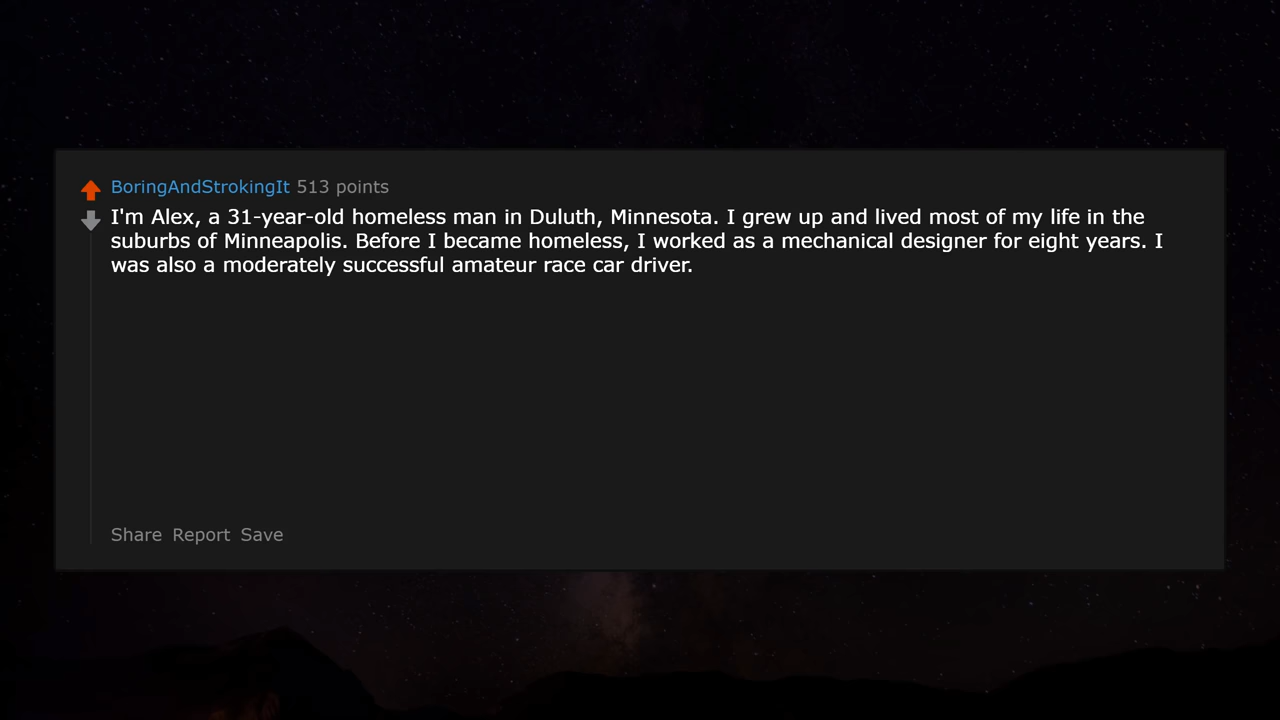 BoringAndStrokingIt 513 points
I'm Alex, a 31-year-old homeless man in Duluth, Minnesota. I grew up and lived most of my life in the
suburbs of Minneapolis. Before I became homeless, I worked as a mechanical designer for eight years. I
was also a moderately successful amateur race car driver.
Share Report Save